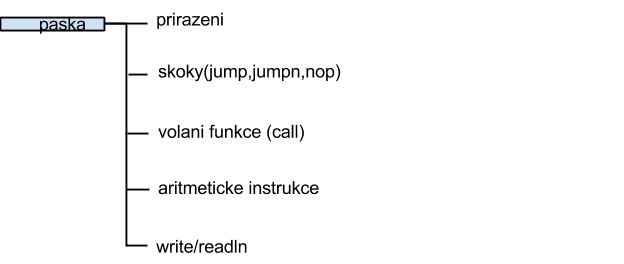 paska
prirazeni
skoky(jump,jumpn,nop)
volani funkce (call)
aritmeticke instrukce
write/readln